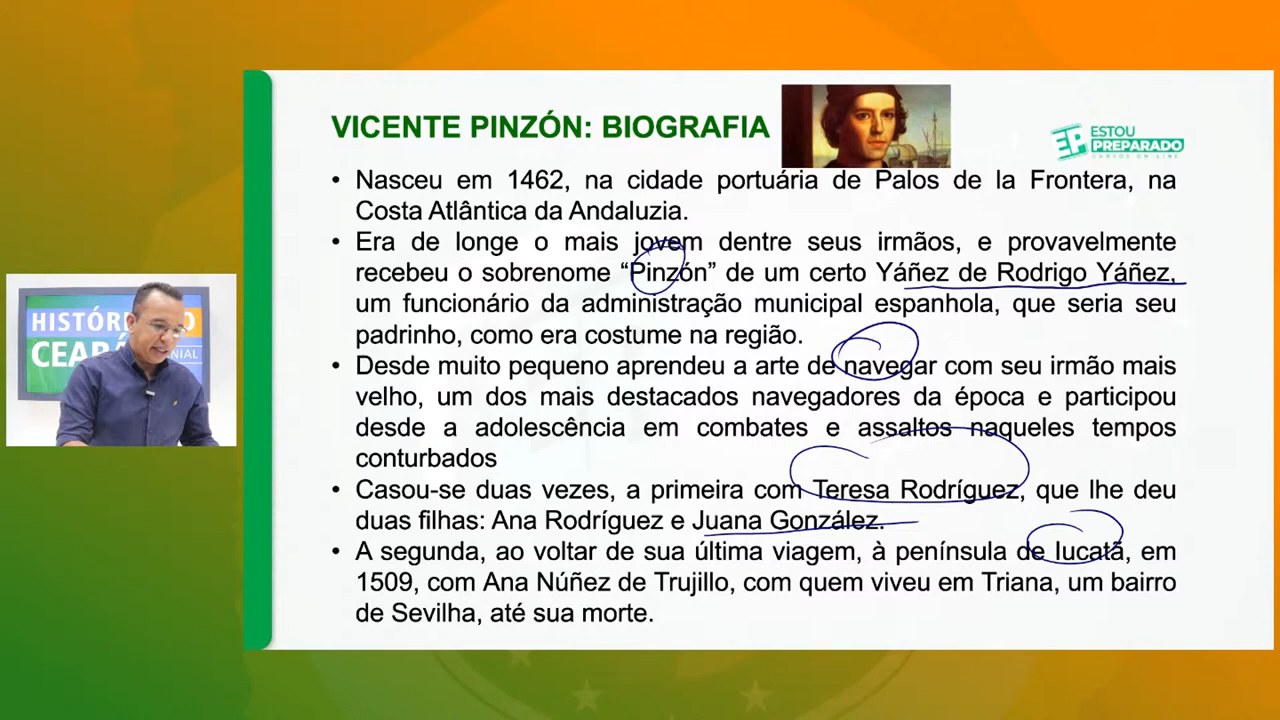 VICENTE PINZÓN: BIOGRAFIA
EP ESTOU
PREPARADO
CURSOS ON-LINE
• Nasceu em 1462, na cidade portuária de Palos de la Frontera, na
Costa Atlântica da Andaluzia.
• Era de longe o mais jovem dentre seus irmãos, e provavelmente
recebeu o sobrenome “Pinzón” de um certo Yáñez de Rodrigo Yáñez,
um funcionário da administração municipal espanhola, que seria seu
padrinho, como era costume na região.
• Desde muito pequeno aprendeu a arte de navegar com seu irmão mais
velho, um dos mais destacados navegadores da época e participou
desde a adolescência em combates e assaltos naqueles tempos
conturbados
• Casou-se duas vezes, a primeira com Teresa Rodríguez, que lhe deu
duas filhas: Ana Rodríguez e Juana González.
• A segunda, ao voltar de sua última viagem, à península de Iucatã, em
1509, com Ana Núñez de Trujillo, com quem viveu em Triana, um bairro
de Sevilha, até sua morte.